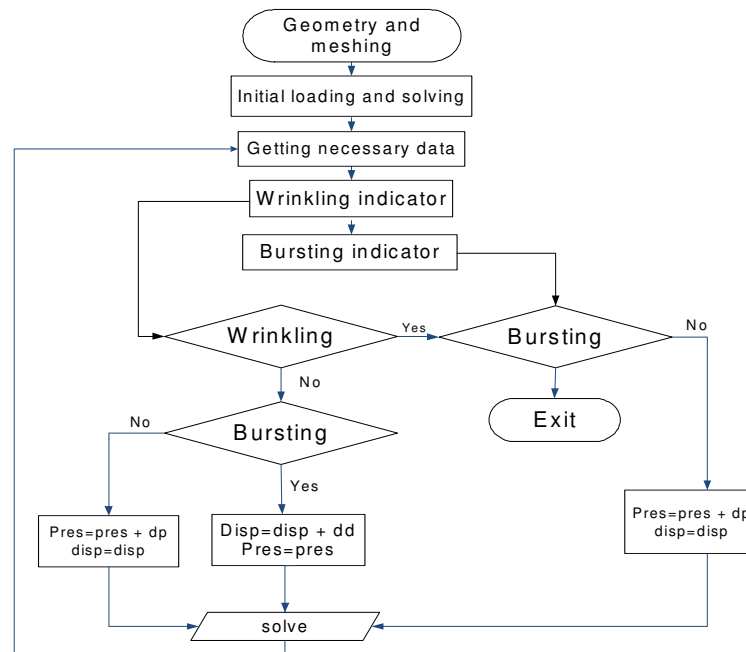 Geometry and
meshing
Initial loading and solving
Getting necessary data
Wrinkling indicator
Bursting indicator
Wrinkling
Yes
Bursting
No
No
Exit
No
Bursting
Yes
Pres=pres + dp
disp=disp
Disp=disp + dd
Pres=pres
Pres=pres + dp
disp=disp
solve